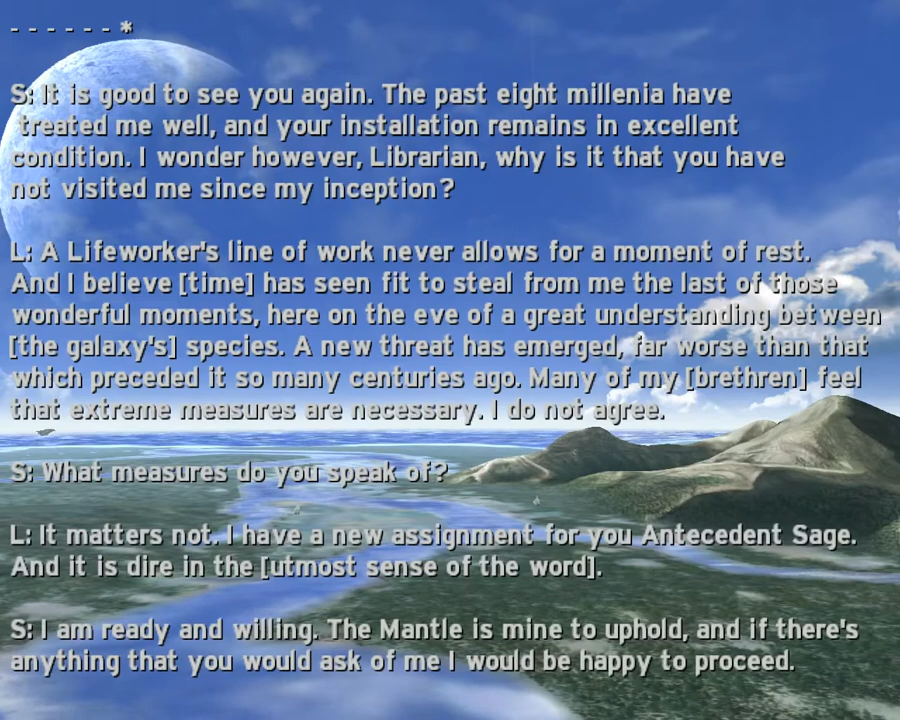 - - - - - - *
S: It is good to see you again. The past eight millenia have
treated me well, and your installation remains in excellent
condition. I wonder however, Librarian, why is it that you have
not visited me since my inception?
L: A Lifeworker's line of work never allows for a moment of rest.
And I believe [time] has seen fit to steal from me the last of those
wonderful moments, here on the eve of a great understanding between
[the galaxy's] species. A new threat has emerged, far worse than that
which preceded it so many centuries ago. Many of my [brethren] feel
that extreme measures are necessary. I do not agree.
S: What measures do you speak of?
L: It matters not. I have a new assignment for you Antecedent Sage.
And it is dire in the [utmost sense of the word].
S: I am ready and willing. The Mantle is mine to uphold, and if there's
anything that you would ask of me I would be happy to proceed.